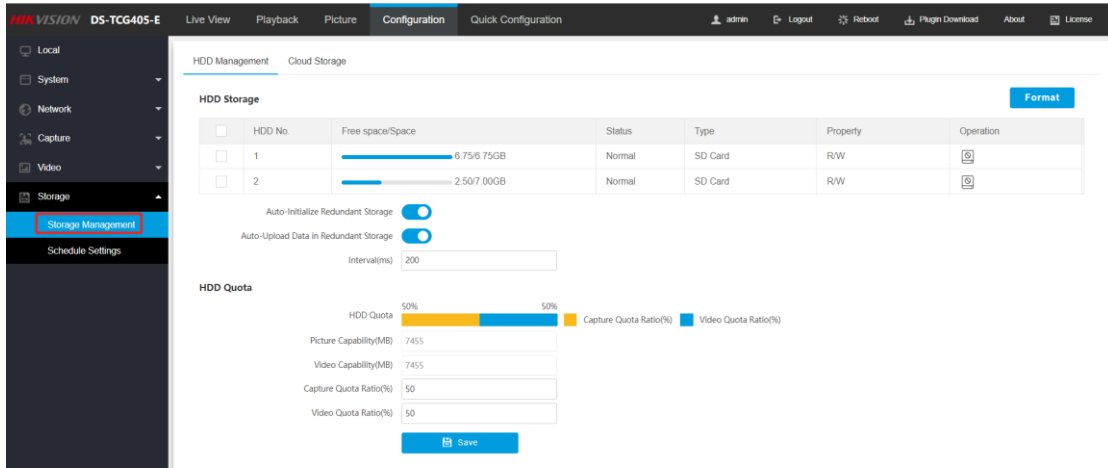 HIKVISION DS-TCG405-E Live View Playback Picture Configuration Quick Configuration admin Logout Reboot Plugin Download About License
Local
System
Network
Capture
Video
Storage
Storage Management
Schedule Settings
HDD Management Cloud Storage
HDD Storage
Format
HDD No. Free space/Space Status Type Property Operation
1 6.75/6.75GB Normal SD Card R/W
2 2.50/7.00GB Normal SD Card R/W
Auto-Initialize Redundant Storage
Auto-Upload Data in Redundant Storage
Interval(ms) 200
HDD Quota
50% 50%
HDD Quota Capture Quota Ratio(%) Video Quota Ratio(%)
Picture Capability(MB) 7455
Video Capability(MB) 7455
Capture Quota Ratio(%) 50
Video Quota Ratio(%) 50
Save